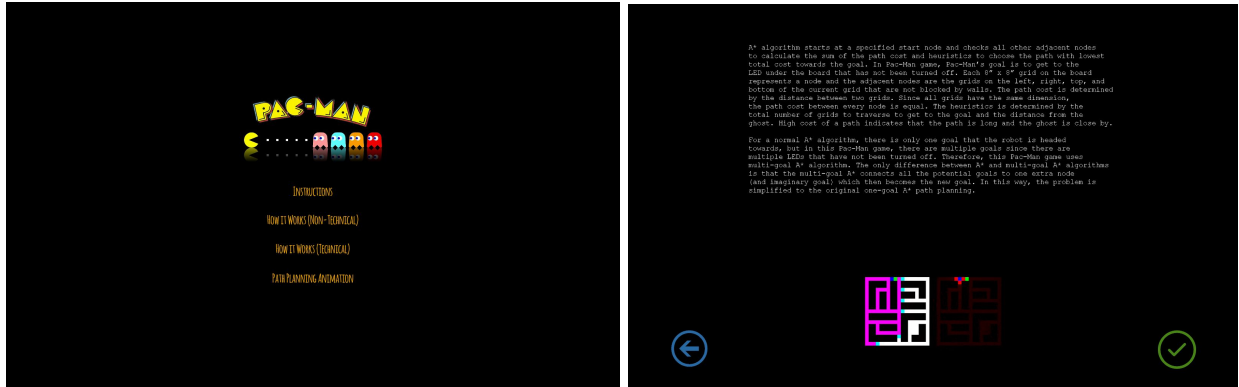 PAC-MAN
INSTRUCTIONS
HOW IT WORKS (NON-TECHNICAL)
HOW IT WORKS (TECHNICAL)
PATH PLANNING ANIMATION
A* algorithm starts at a specified start node and checks all other adjacent nodes
to calculate the sum of the path cost and heuristics to choose the path with lowest
total cost towards the goal. In Pac-Man game, Pac-Man's goal is to get to the
LED under the board that has not been turned off. Each 8" x 8" grid on the board
represents a node and the adjacent nodes are the grids on the left, right, top, and
bottom of the current grid that are not blocked by walls. The path cost is determined
by the distance between two grids. Since all grids have the same dimension,
the path cost between every node is equal. The heuristics is determined by the
total number of grids to traverse to get to the goal and the distance from the
ghost. High cost of a path indicates that the path is long and the ghost is close by.
For a normal A* algorithm, there is only one goal that the robot is headed
towards, but in this Pac-Man game, there are multiple goals since there are
multiple LEDs that have not been turned off. Therefore, this Pac-Man game uses
multi-goal A* algorithm. The only difference between A* and multi-goal A* algorithms
is that the multi-goal A* connects all the potential goals to one extra node
(and imaginary goal) which then becomes the new goal. In this way, the problem is
simplified to the original one-goal A* path planning.